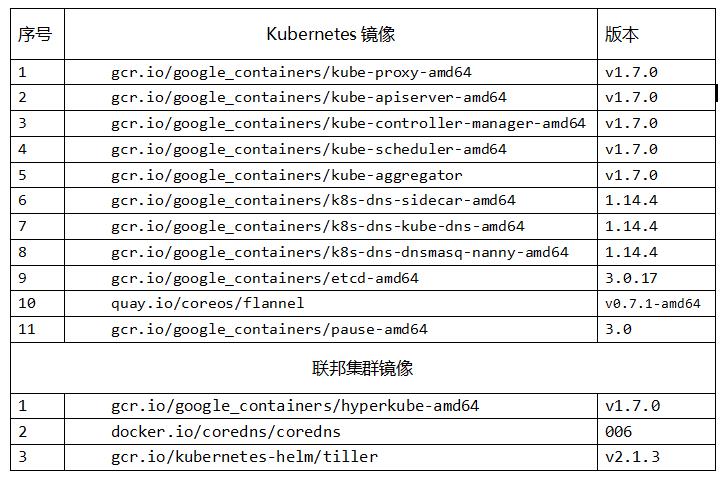 序号 Kubernetes 镜像 版本
1 gcr.io/google_containers/kube-proxy-amd64 v1.7.0
2 gcr.io/google_containers/kube-apiserver-amd64 v1.7.0
3 gcr.io/google_containers/kube-controller-manager-amd64 v1.7.0
4 gcr.io/google_containers/kube-scheduler-amd64 v1.7.0
5 gcr.io/google_containers/kube-aggregator v1.7.0
6 gcr.io/google_containers/k8s-dns-sidecar-amd64 1.14.4
7 gcr.io/google_containers/k8s-dns-kube-dns-amd64 1.14.4
8 gcr.io/google_containers/k8s-dns-dnsmasq-nanny-amd64 1.14.4
9 gcr.io/google_containers/etcd-amd64 3.0.17
10 quay.io/coreos/flannel v0.7.1-amd64
11 gcr.io/google_containers/pause-amd64 3.0
联邦集群镜像
1 gcr.io/google_containers/hyperkube-amd64 v1.7.0
2 docker.io/coredns/coredns 006
3 gcr.io/kubernetes-helm/tiller v2.1.3